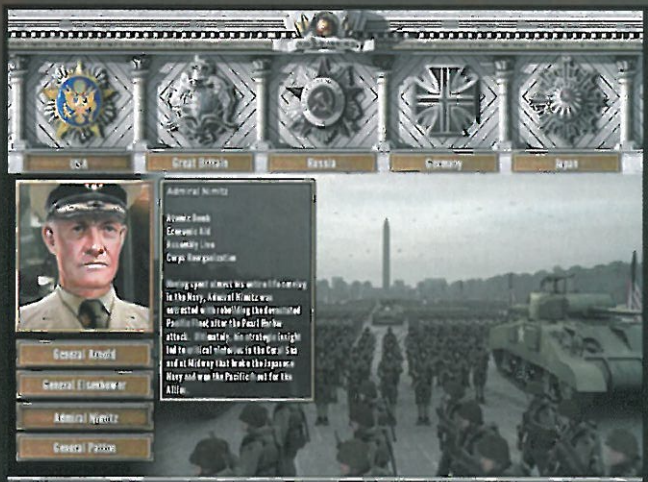 USA
Great Britain
Russia
Germany
Japan
Admiral Nimitz
Atomic Bomb
Economic Aid
Assembly Line
Corps Reorganization
Having spent almost his entire life serving
in the Navy, Admiral Nimitz was
entrusted with rebuilding the devastated
Pacific Fleet after the Pearl Harbor
attack. Ultimately, his strategic insight
led to critical victories in the Coral Sea
and at Midway that broke the Japanese
Navy and won the Pacific front for the
Allies.
General Arnold
General Eisenhower
Admiral Nimitz
General Patton